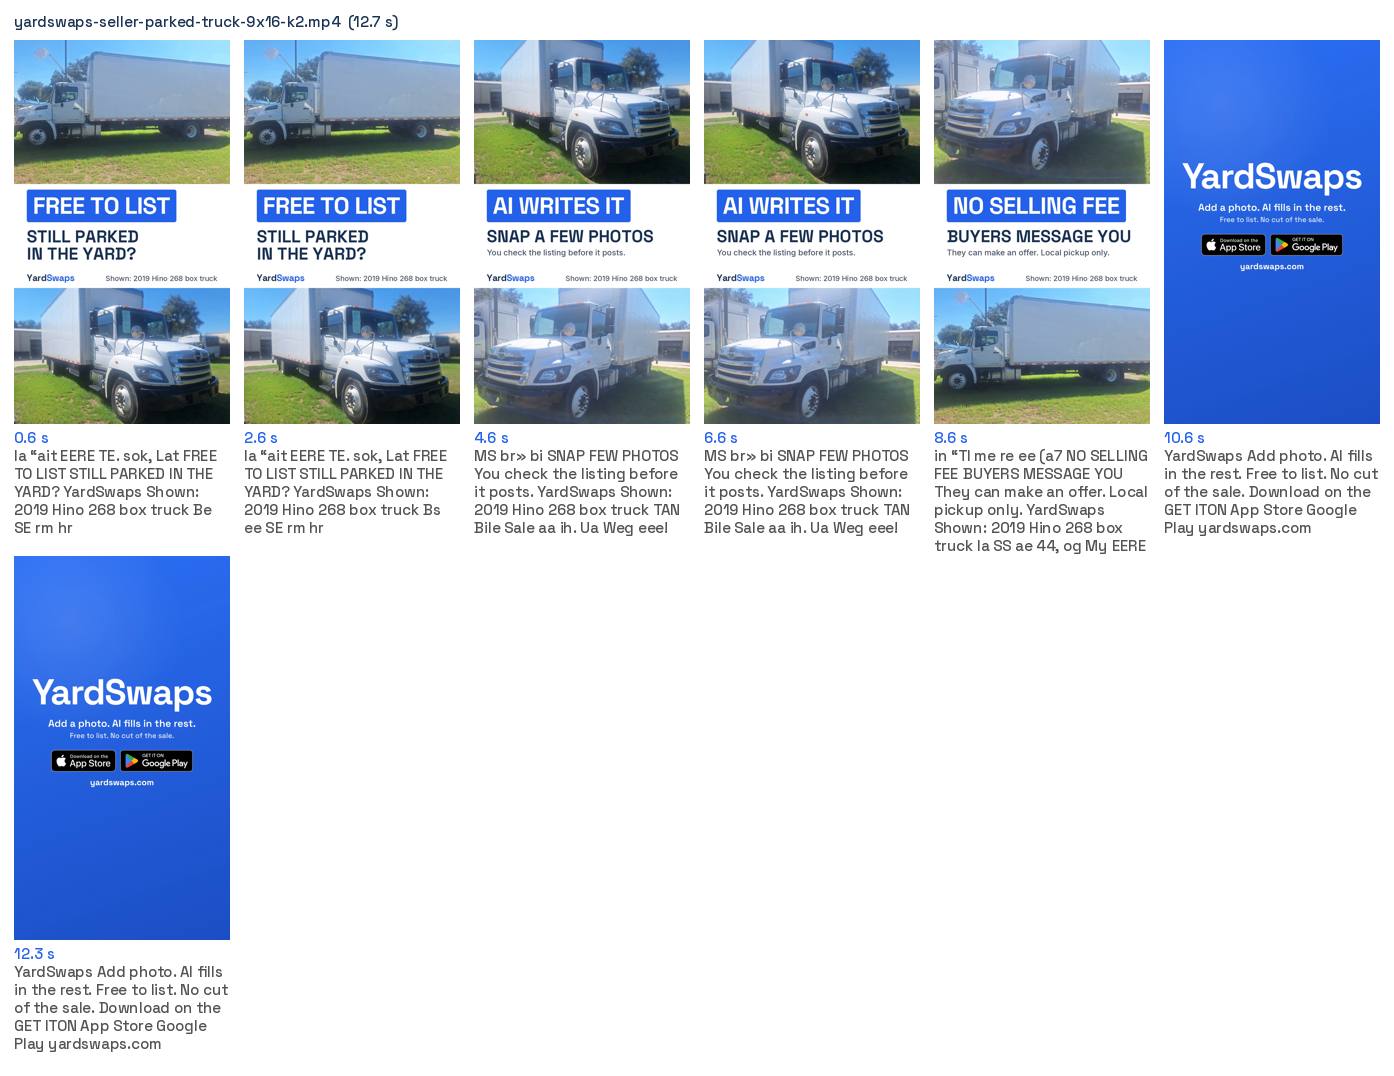 yardswaps-seller-parked-truck-9x16-k2.mp4 (12.7 s)
FREE TO LIST
STILL PARKED
IN THE YARD?
YardSwaps Shown: 2019 Hino 268 box truck
0.6 s
la “ait EERE TE. sok, Lat FREE
TO LIST STILL PARKED IN THE
YARD? YardSwaps Shown:
2019 Hino 268 box truck Be
SE rm hr
FREE TO LIST
STILL PARKED
IN THE YARD?
YardSwaps Shown: 2019 Hino 268 box truck
2.6 s
la “ait EERE TE. sok, Lat FREE
TO LIST STILL PARKED IN THE
YARD? YardSwaps Shown:
2019 Hino 268 box truck Bs
ee SE rm hr
AI WRITES IT
SNAP A FEW PHOTOS
You check the listing before it posts.
YardSwaps Shown: 2019 Hino 268 box truck
4.6 s
MS br» bi SNAP FEW PHOTOS
You check the listing before
it posts. YardSwaps Shown:
2019 Hino 268 box truck TAN
Bile Sale aa ih. Ua Weg eeel
AI WRITES IT
SNAP A FEW PHOTOS
You check the listing before it posts.
YardSwaps Shown: 2019 Hino 268 box truck
6.6 s
MS br» bi SNAP FEW PHOTOS
You check the listing before
it posts. YardSwaps Shown:
2019 Hino 268 box truck TAN
Bile Sale aa ih. Ua Weg eeel
NO SELLING FEE
BUYERS MESSAGE YOU
They can make an offer. Local pickup only.
YardSwaps Shown: 2019 Hino 268 box truck
8.6 s
in “TI me re ee (a7 NO SELLING
FEE BUYERS MESSAGE YOU
They can make an offer. Local
pickup only. YardSwaps
Shown: 2019 Hino 268 box
truck la SS ae 44, og My EERE
YardSwaps
Add a photo. AI fills in the rest.
Free to list. No cut of the sale.
Download on the App Store GET IT ON Google Play
yardswaps.com
10.6 s
YardSwaps Add photo. AI fills
in the rest. Free to list. No cut
of the sale. Download on the
GET ITON App Store Google
Play yardswaps.com
YardSwaps
Add a photo. AI fills in the rest.
Free to list. No cut of the sale.
Download on the App Store GET IT ON Google Play
yardswaps.com
12.3 s
YardSwaps Add photo. AI fills
in the rest. Free to list. No cut
of the sale. Download on the
GET ITON App Store Google
Play yardswaps.com